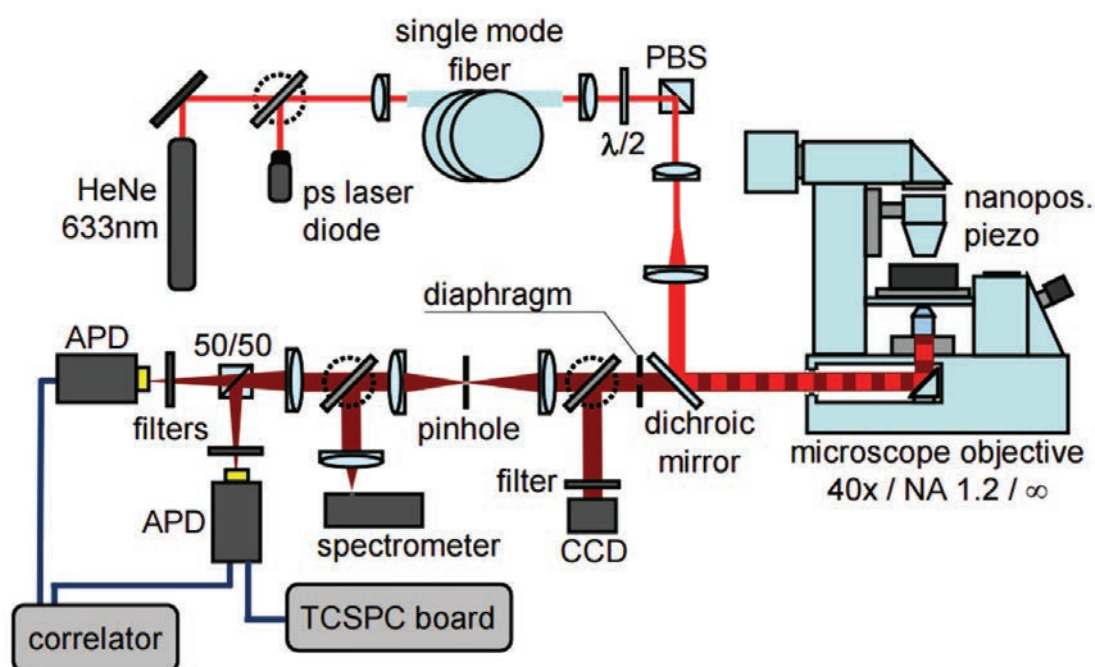 single mode
fiber
PBS
λ/2
HeNe
633nm
ps laser
diode
nanopos.
piezo
diaphragm
APD
50/50
filters
pinhole
dichroic
mirror
microscope objective
40x / NA 1.2 / ∞
filter
APD
spectrometer
CCD
correlator
TCSPC board